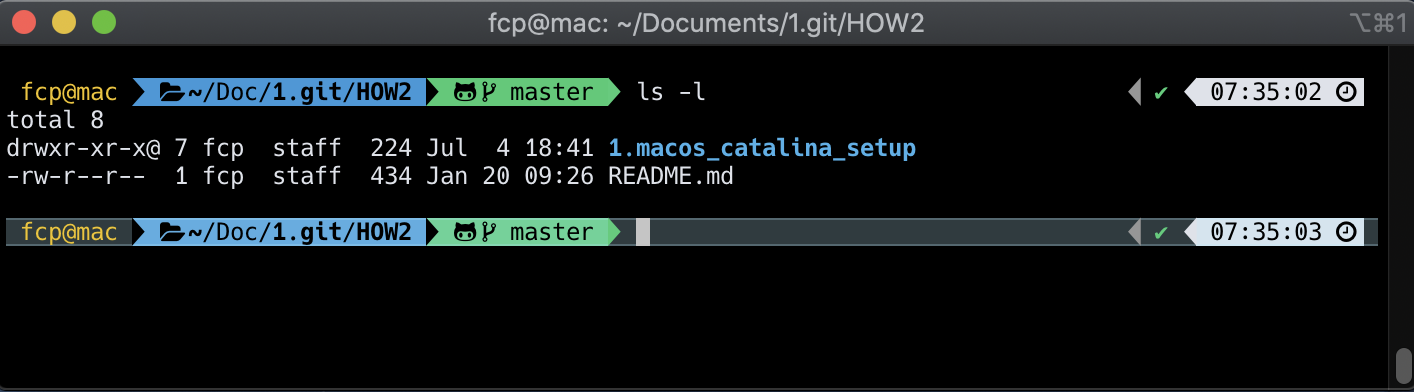 fcp@mac: ~/Documents/1.git/HOW2 ⌥⌘1
fcp@mac ~/Doc/1.git/HOW2 master ls -l ✔ 07:35:02
total 8
drwxr-xr-x@ 7 fcp  staff  224 Jul  4 18:41 1.macos_catalina_setup
-rw-r--r--  1 fcp  staff  434 Jan 20 09:26 README.md
fcp@mac ~/Doc/1.git/HOW2 master ✔ 07:35:03